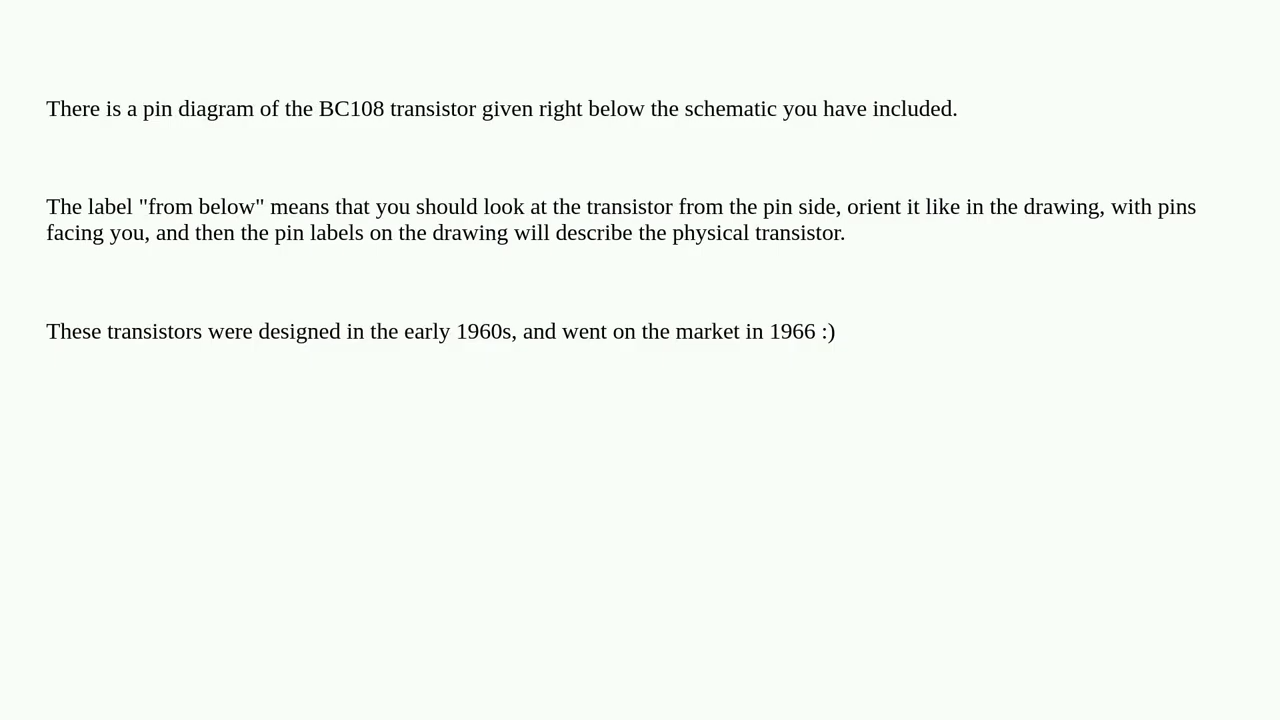 There is a pin diagram of the BC108 transistor given right below the schematic you have included.
The label "from below" means that you should look at the transistor from the pin side, orient it like in the drawing, with pins
facing you, and then the pin labels on the drawing will describe the physical transistor.
These transistors were designed in the early 1960s, and went on the market in 1966 :)